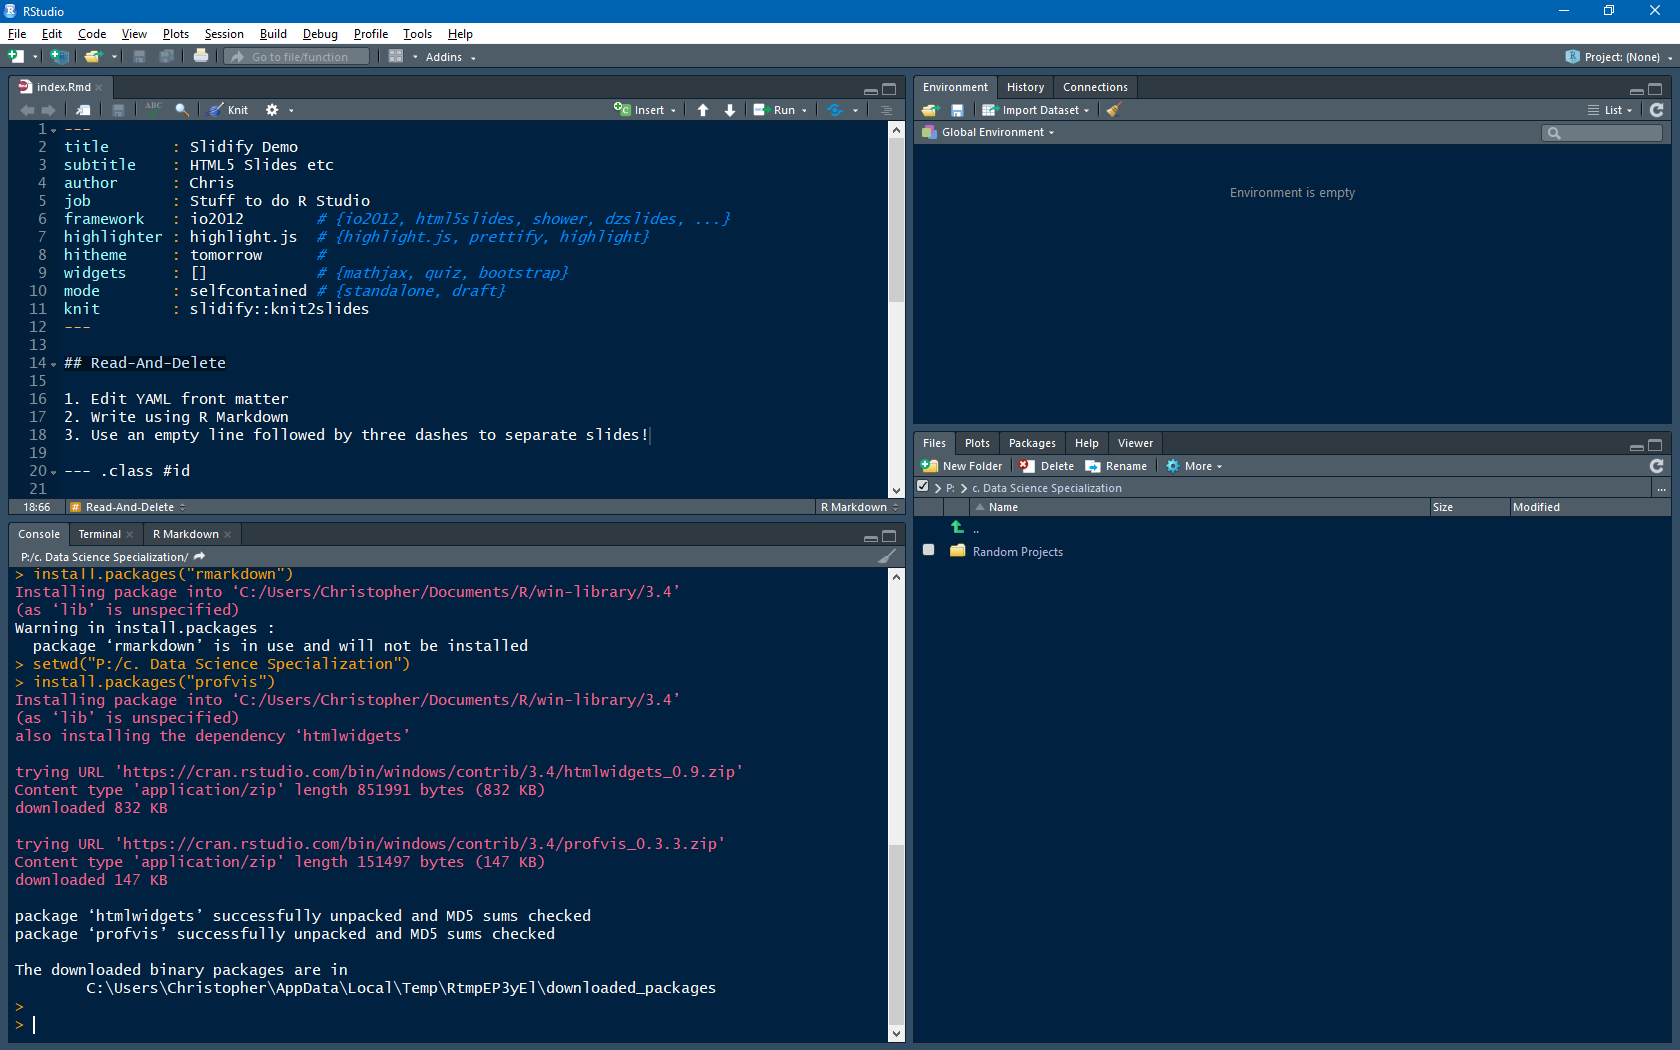 RStudio
File Edit Code View Plots Session Build Debug Profile Tools Help
Go to file/function Addins Project: (None)
index.Rmd
ABC Knit Insert Run
1 ---
2 title : Slidify Demo
3 subtitle : HTML5 Slides etc
4 author : Chris
5 job : Stuff to do R Studio
6 framework : io2012 # {io2012, html5slides, shower, dzslides, ...}
7 highlighter : highlight.js # {highlight.js, prettify, highlight}
8 hitheme : tomorrow #
9 widgets : [] # {mathjax, quiz, bootstrap}
10 mode : selfcontained # {standalone, draft}
11 knit : slidify::knit2slides
12 ---
13
14 ## Read-And-Delete
15
16 1. Edit YAML front matter
17 2. Write using R Markdown
18 3. Use an empty line followed by three dashes to separate slides!
19
20 --- .class #id
21
18:66 # Read-And-Delete R Markdown
Console Terminal R Markdown
P:/c. Data Science Specialization/
> install.packages("rmarkdown")
Installing package into ‘C:/Users/Christopher/Documents/R/win-library/3.4’
(as ‘lib’ is unspecified)
Warning in install.packages :
package ‘rmarkdown’ is in use and will not be installed
> setwd("P:/c. Data Science Specialization")
> install.packages("profvis")
Installing package into ‘C:/Users/Christopher/Documents/R/win-library/3.4’
(as ‘lib’ is unspecified)
also installing the dependency ‘htmlwidgets’
trying URL 'https://cran.rstudio.com/bin/windows/contrib/3.4/htmlwidgets_0.9.zip'
Content type 'application/zip' length 851991 bytes (832 KB)
downloaded 832 KB
trying URL 'https://cran.rstudio.com/bin/windows/contrib/3.4/profvis_0.3.3.zip'
Content type 'application/zip' length 151497 bytes (147 KB)
downloaded 147 KB
package ‘htmlwidgets’ successfully unpacked and MD5 sums checked
package ‘profvis’ successfully unpacked and MD5 sums checked
The downloaded binary packages are in
C:\Users\Christopher\AppData\Local\Temp\RtmpEP3yEl\downloaded_packages
>
>
Environment History Connections
Import Dataset List
Global Environment
Environment is empty
Files Plots Packages Help Viewer
New Folder Delete Rename More
P: > c. Data Science Specialization ...
Name Size Modified
..
Random Projects